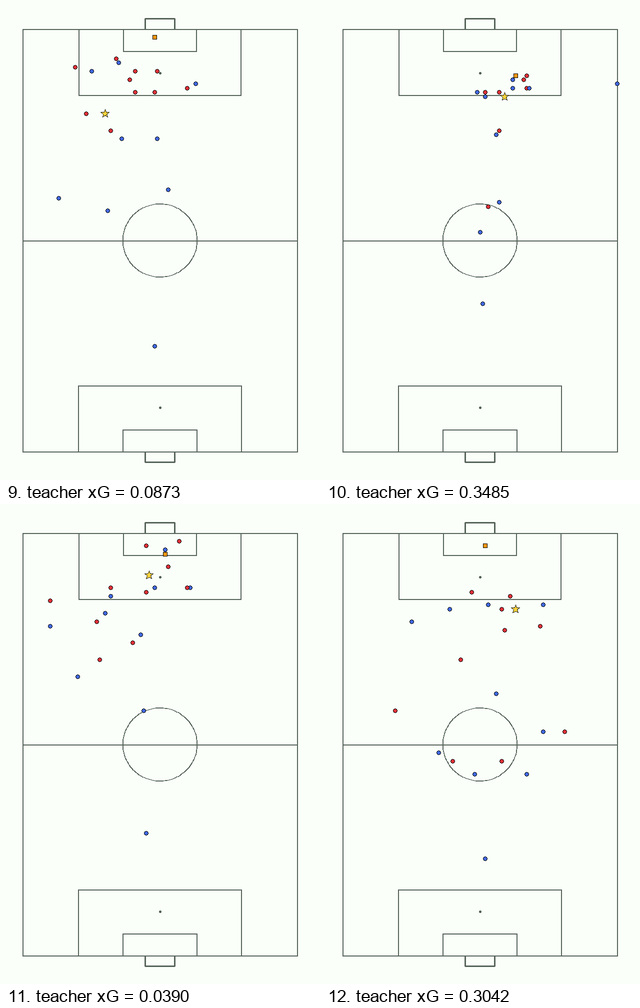 9. teacher xG = 0.0873
10. teacher xG = 0.3485
11. teacher xG = 0.0390
12. teacher xG = 0.3042